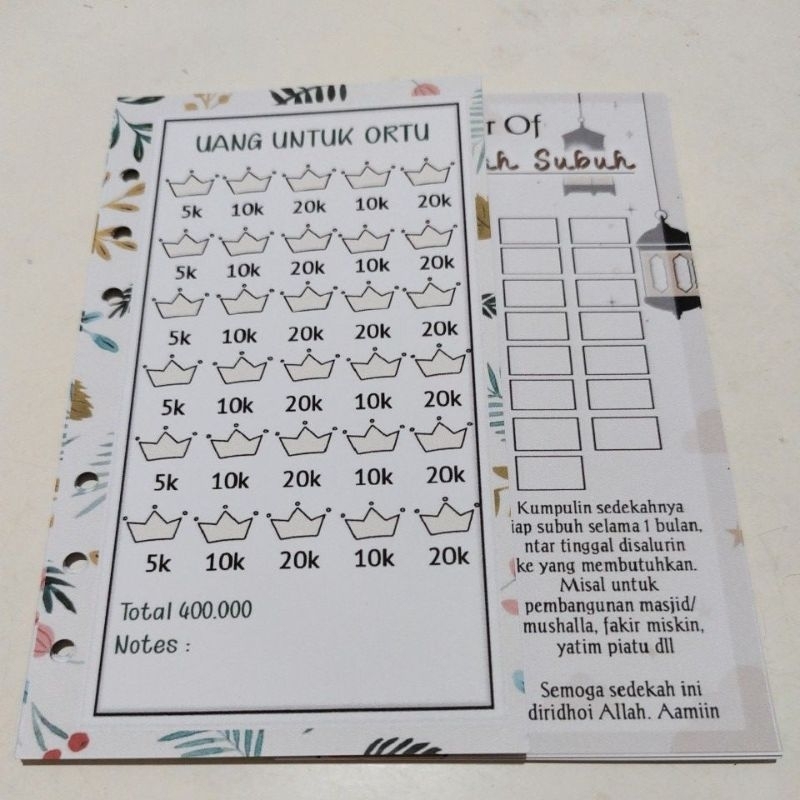 UANG UNTUK ORTU
5k 10k 20k 10k 20k
5k 10k 20k 10k 20k
5k 10k 20k 20k 20k
5k 10k 20k 10k 20k
5k 10k 20k 10k 20k
5k 10k 20k 10k 20k
Total 400.000
Notes :
Of
Subuh
Kumpulin sedekahnya
subuh selama 1 bulan,
tinggal disalurin
ke yang membutuhkan.
Misal untuk
pembangunan masjid/
mushalla, fakir miskin,
yatim piatu dll
Semoga sedekah ini
diridhoi Allah. Aamiin